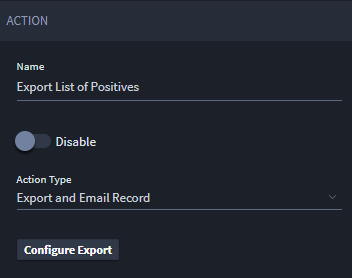 ACTION
Name
Export List of Positives
Disable
Action Type
Export and Email Record
Configure Export